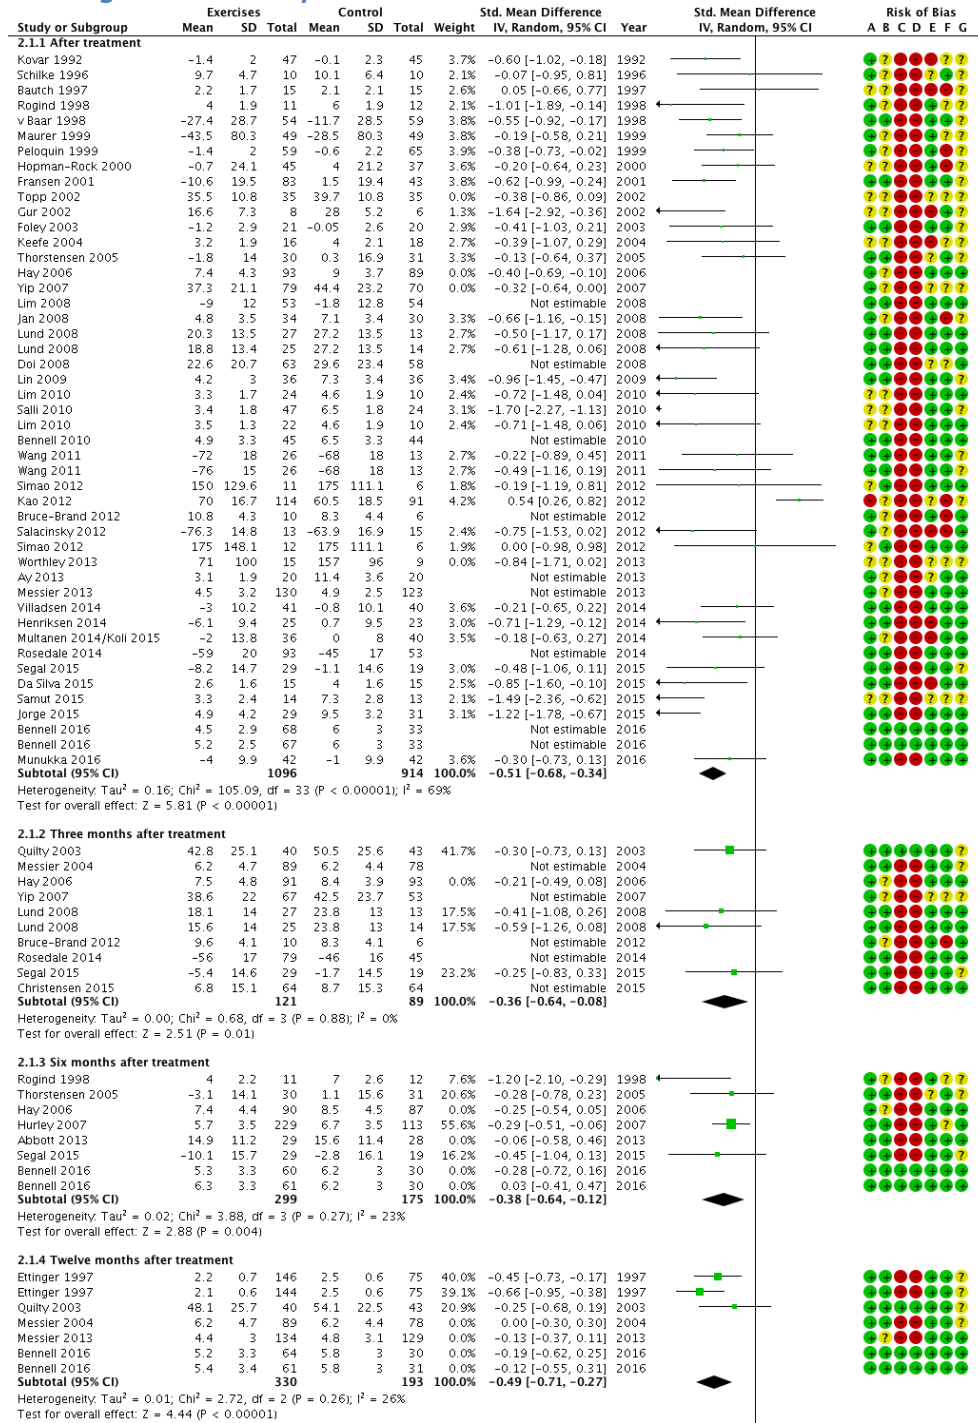 Exercises Control Std. Mean Difference Std. Mean Difference Risk of Bias
Study or Subgroup Mean SD Total Mean SD Total Weight IV, Random, 95% CI Year IV, Random, 95% CI A B C D E F G
2.1.1 After treatment
Kovar 1992 -1.4 2 47 -0.1 2.3 45 3.7% -0.60 [-1.02, -0.18] 1992
Schilke 1996 9.7 4.7 10 10.1 6.4 10 2.2% -0.07 [-0.95, 0.81] 1996
Bautch 1997 2.2 1.7 15 2.1 2.1 15 2.6% 0.05 [-0.66, 0.77] 1997
Rogind 1998 4 1.9 11 6 1.9 12 2.2% -1.01 [-1.89, -0.14] 1998
v Baar 1998 -27.4 28.7 54 -11.7 28.5 59 3.8% -0.55 [-0.92, -0.17] 1998
Maurer 1999 -43.5 80.3 49 -28.5 80.3 49 3.8% -0.19 [-0.58, 0.21] 1999
Peloquin 1999 -1.4 2 59 -0.6 2.2 65 3.9% -0.38 [-0.73, -0.02] 1999
Hopman-Rock 2000 -0.7 24.1 45 4 21.2 37 3.6% -0.20 [-0.64, 0.23] 2000
Fransen 2001 -10.6 19.5 83 1.5 19.4 43 3.8% -0.62 [-0.99, -0.24] 2001
Topp 2002 35.5 10.8 35 39.7 10.8 35 3.5% -0.38 [-0.86, 0.09] 2002
Gur 2002 16.6 7.3 8 28 5.2 6 1.3% -1.64 [-2.92, -0.36] 2002
Foley 2003 -1.2 2.9 21 -0.05 2.6 20 2.9% -0.41 [-1.03, 0.21] 2003
Keefe 2004 3.2 1.9 16 4 2.1 18 2.7% -0.39 [-1.07, 0.29] 2004
Thorstensen 2005 -1.8 14 30 0.3 16.9 31 3.3% -0.13 [-0.64, 0.37] 2005
Hay 2006 7.4 4.3 93 9 3.7 89 0.0% -0.40 [-0.69, -0.10] 2006
Yip 2007 37.3 21.1 79 44.4 23.2 70 0.0% -0.32 [-0.64, 0.00] 2007
Lim 2008 -9 12 53 -1.8 12.8 54 Not estimable 2008
Jan 2008 4.8 3.5 34 7.1 3.4 30 3.3% -0.66 [-1.16, -0.15] 2008
Lund 2008 20.3 13.5 27 27.2 13.5 13 2.7% -0.50 [-1.17, 0.17] 2008
Lund 2008 18.8 13.4 25 27.2 13.5 14 2.7% -0.61 [-1.28, 0.06] 2008
Doi 2008 22.6 20.7 63 29.6 23.4 58 Not estimable 2008
Lin 2009 4.2 3 36 7.3 3.4 36 3.4% -0.96 [-1.45, -0.47] 2009
Lim 2010 3.3 1.7 24 4.6 1.9 10 2.4% -0.72 [-1.48, 0.04] 2010
Salli 2010 3.4 1.8 47 6.5 1.8 24 3.1% -1.70 [-2.27, -1.13] 2010
Lim 2010 3.5 1.3 22 4.6 1.9 10 2.4% -0.71 [-1.48, 0.06] 2010
Bennell 2010 4.9 3.3 45 6.5 3.3 44 Not estimable 2010
Wang 2011 -72 18 26 -68 18 13 2.7% -0.22 [-0.89, 0.45] 2011
Wang 2011 -76 15 26 -68 18 13 2.7% -0.49 [-1.16, 0.19] 2011
Simao 2012 150 129.6 11 175 111.1 6 1.9% -0.19 [-1.19, 0.81] 2012
Kao 2012 70 16.7 114 60.5 18.5 91 4.2% 0.54 [0.26, 0.82] 2012
Bruce-Brand 2012 10.8 4.3 10 8.3 4.4 6 Not estimable 2012
Salacinsky 2012 -76.3 14.8 13 -63.9 16.9 15 2.4% -0.75 [-1.53, 0.02] 2012
Simao 2012 175 148.1 12 175 111.1 6 1.9% 0.00 [-0.98, 0.98] 2012
Worthley 2013 71 100 15 157 96 9 0.0% -0.84 [-1.71, 0.02] 2013
Ay 2013 3.1 1.9 20 11.4 3.6 20 Not estimable 2013
Messier 2013 4.5 3.2 130 4.9 2.5 123 Not estimable 2013
Villadsen 2014 -3 10.2 41 -0.8 10.1 40 3.6% -0.21 [-0.65, 0.22] 2014
Henriksen 2014 -6.1 9.4 25 0.7 9.5 23 3.0% -0.71 [-1.29, -0.12] 2014
Multanen 2014/Koli 2015 -2 13.8 36 0 8 40 3.5% -0.18 [-0.63, 0.27] 2014
Rosedale 2014 -59 20 93 -45 17 53 Not estimable 2014
Segal 2015 -8.2 14.7 29 -1.1 14.6 19 3.0% -0.48 [-1.06, 0.11] 2015
Da Silva 2015 2.6 1.6 15 4 1.6 15 2.5% -0.85 [-1.60, -0.10] 2015
Samut 2015 3.3 2.4 14 7.3 2.8 13 2.1% -1.49 [-2.36, -0.62] 2015
Jorge 2015 4.9 4.2 29 9.5 3.2 31 3.1% -1.22 [-1.78, -0.67] 2015
Bennell 2016 4.5 2.9 68 6 3 33 Not estimable 2016
Bennell 2016 5.2 2.5 67 6 3 33 Not estimable 2016
Munukka 2016 -4 9.9 42 -1 9.9 42 3.6% -0.30 [-0.73, 0.13] 2016
Subtotal (95% CI) 1096 914 100.0% -0.51 [-0.68, -0.34]
Heterogeneity: Tau² = 0.16; Chi² = 105.09, df = 33 (P < 0.00001); I² = 69%
Test for overall effect: Z = 5.81 (P < 0.00001)
2.1.2 Three months after treatment
Quilty 2003 42.8 25.1 40 50.5 25.6 43 41.7% -0.30 [-0.73, 0.13] 2003
Messier 2004 6.2 4.7 89 6.2 4.4 78 Not estimable 2004
Hay 2006 7.5 4.8 91 8.4 3.9 93 0.0% -0.21 [-0.49, 0.08] 2006
Yip 2007 38.6 22 67 42.5 23.7 53 Not estimable 2007
Lund 2008 18.1 14 27 23.8 13 13 17.5% -0.41 [-1.08, 0.26] 2008
Lund 2008 15.6 14 25 23.8 13 14 17.5% -0.59 [-1.26, 0.08] 2008
Bruce-Brand 2012 9.6 4.1 10 8.3 4.1 6 Not estimable 2012
Rosedale 2014 -56 17 79 -46 16 45 Not estimable 2014
Segal 2015 -5.4 14.6 29 -1.7 14.5 19 23.2% -0.25 [-0.83, 0.33] 2015
Christensen 2015 6.8 15.1 64 8.7 15.3 64 Not estimable 2015
Subtotal (95% CI) 121 89 100.0% -0.36 [-0.64, -0.08]
Heterogeneity: Tau² = 0.00; Chi² = 0.68, df = 3 (P = 0.88); I² = 0%
Test for overall effect: Z = 2.51 (P = 0.01)
2.1.3 Six months after treatment
Rogind 1998 4 2.2 11 7 2.6 12 7.6% -1.20 [-2.10, -0.29] 1998
Thorstensen 2005 -3.1 14.1 30 1.1 15.6 31 20.6% -0.28 [-0.78, 0.23] 2005
Hay 2006 7.4 4.4 90 8.5 4.5 87 0.0% -0.25 [-0.54, 0.05] 2006
Hurley 2007 5.7 3.5 229 6.7 3.5 113 55.6% -0.29 [-0.51, -0.06] 2007
Abbott 2013 14.9 11.2 29 15.6 11.4 28 0.0% -0.06 [-0.58, 0.46] 2013
Segal 2015 -10.1 15.7 29 -2.8 16.1 19 16.2% -0.45 [-1.04, 0.13] 2015
Bennell 2016 5.3 3.3 60 6.2 3 30 0.0% -0.28 [-0.72, 0.16] 2016
Bennell 2016 6.3 3.3 61 6.2 3 30 0.0% 0.03 [-0.41, 0.47] 2016
Subtotal (95% CI) 299 175 100.0% -0.38 [-0.64, -0.12]
Heterogeneity: Tau² = 0.02; Chi² = 3.88, df = 3 (P = 0.27); I² = 23%
Test for overall effect: Z = 2.88 (P = 0.004)
2.1.4 Twelve months after treatment
Ettinger 1997 2.2 0.7 146 2.5 0.6 75 40.0% -0.45 [-0.73, -0.17] 1997
Ettinger 1997 2.1 0.6 144 2.5 0.6 75 39.1% -0.66 [-0.95, -0.38] 1997
Quilty 2003 48.1 25.7 40 54.1 22.5 43 20.9% -0.25 [-0.68, 0.19] 2003
Messier 2004 6.2 4.7 89 6.2 4.4 78 0.0% 0.00 [-0.30, 0.30] 2004
Messier 2013 4.4 3 134 4.8 3.1 129 0.0% -0.13 [-0.37, 0.11] 2013
Bennell 2016 5.2 3.3 64 5.8 3 30 0.0% -0.19 [-0.62, 0.25] 2016
Bennell 2016 5.4 3.4 61 5.8 3 31 0.0% -0.12 [-0.55, 0.31] 2016
Subtotal (95% CI) 330 193 100.0% -0.49 [-0.71, -0.27]
Heterogeneity: Tau² = 0.01; Chi² = 2.72, df = 2 (P = 0.26); I² = 26%
Test for overall effect: Z = 4.44 (P < 0.00001)